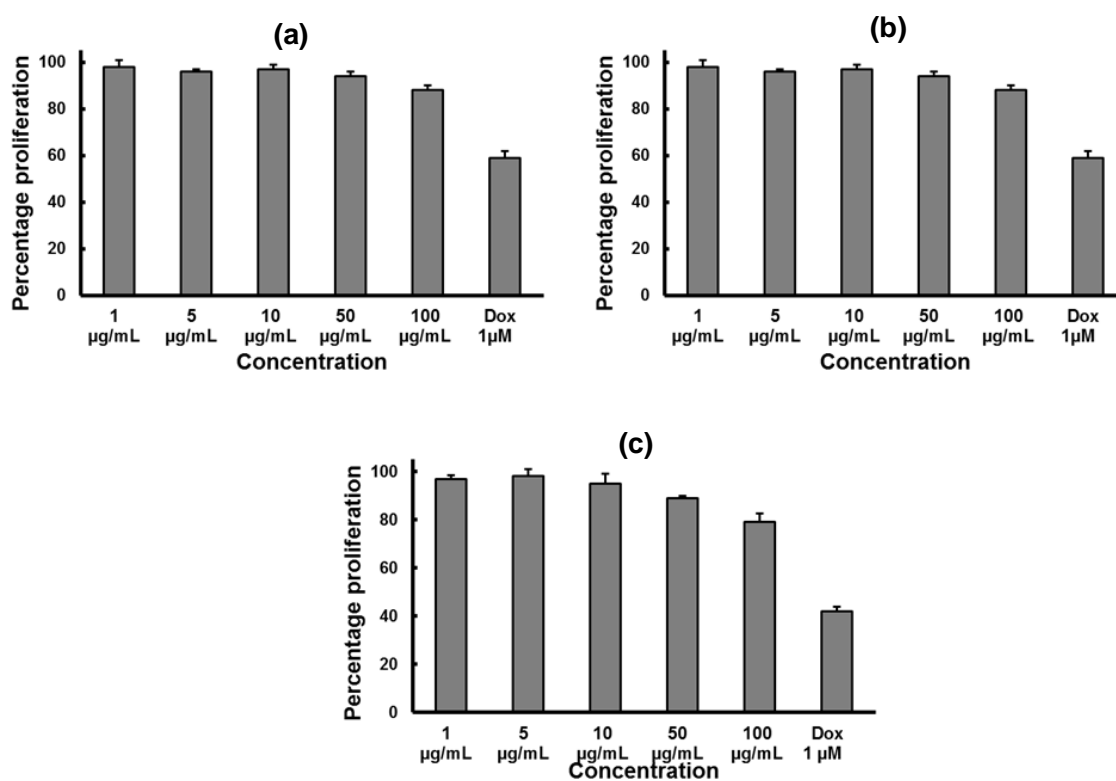 (a)
Percentage proliferation
100
80
60
40
20
0
1 5 10 50 100 Dox
µg/mL µg/mL µg/mL µg/mL µg/mL 1µM
Concentration
(b)
Percentage proliferation
100
80
60
40
20
0
1 5 10 50 100 Dox
µg/mL µg/mL µg/mL µg/mL µg/mL 1µM
Concentration
(c)
Percentage proliferation
100
80
60
40
20
0
1 5 10 50 100 Dox
µg/mL µg/mL µg/mL µg/mL µg/mL 1 µM
Concentration